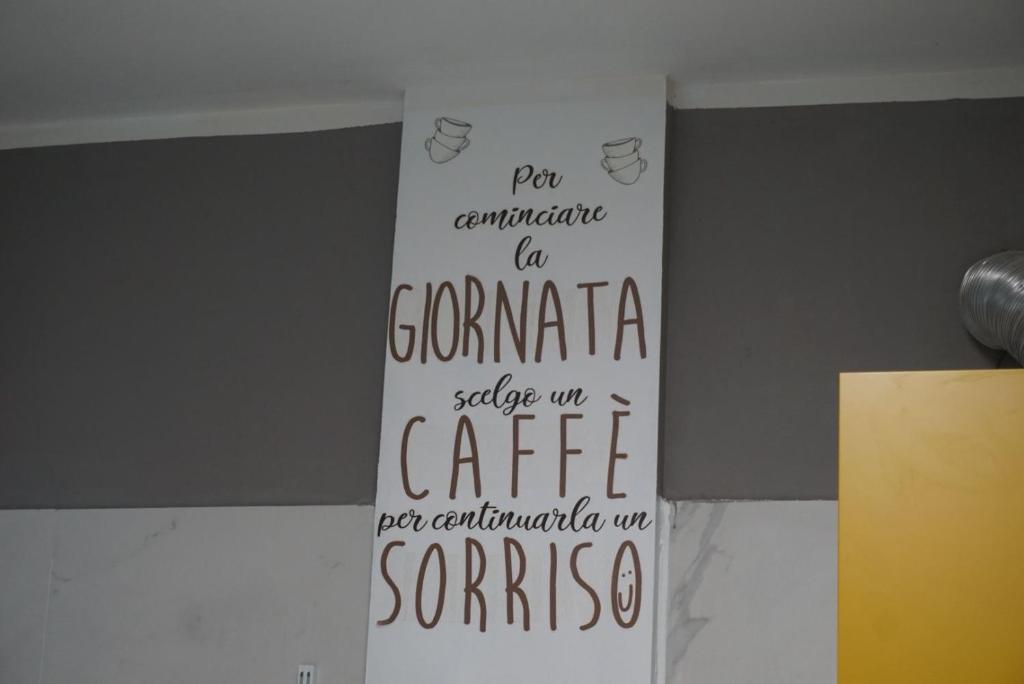 Per
cominciare
la
GIORNATA
scelgo un
CAFFÈ
per continuarla un
SORRISO